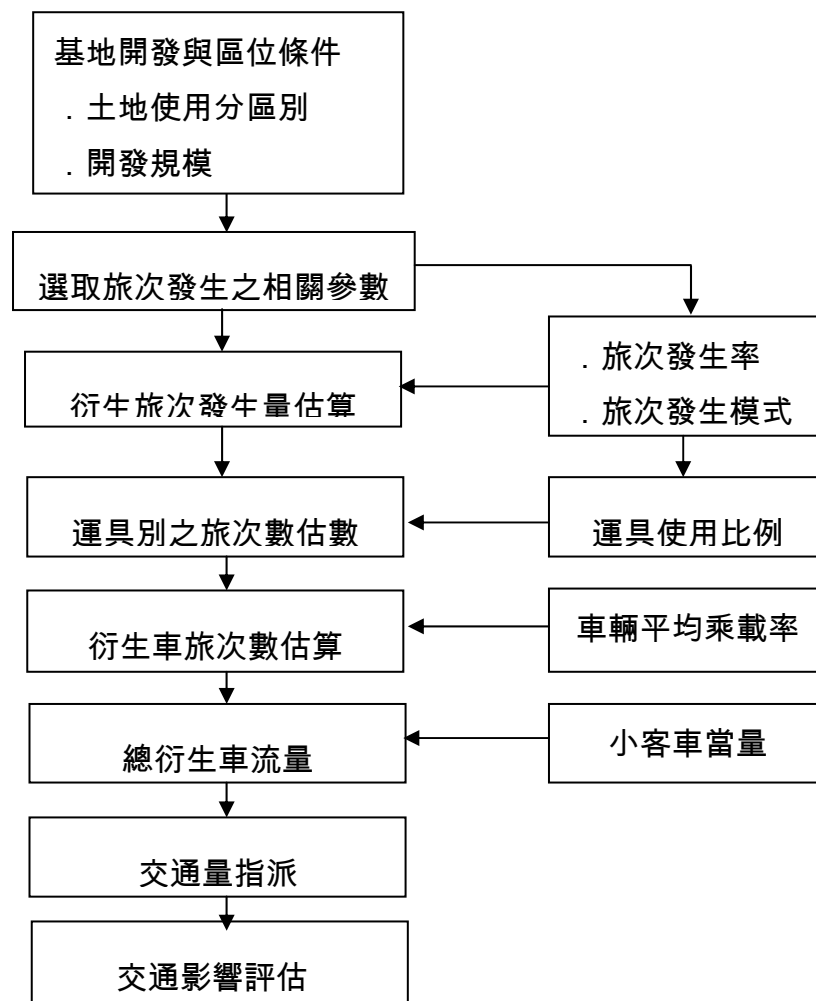 基地開發與區位條件
．土地使用分區別
．開發規模
選取旅次發生之相關參數
．旅次發生率
．旅次發生模式
衍生旅次發生量估算
運具別之旅次數估數
運具使用比例
衍生車旅次數估算
車輛平均乘載率
總衍生車流量
小客車當量
交通量指派
交通影響評估